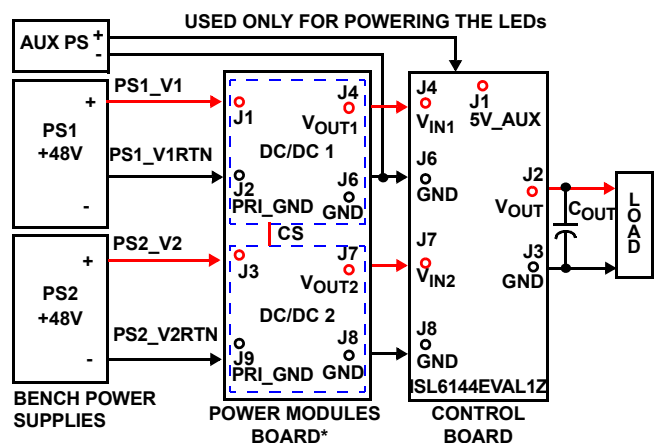 USED ONLY FOR POWERING THE LEDs
AUX PS
+
-
PS1_V1
+
PS1
+48V
-
PS1_V1RTN
J1
J4
VOUT1
DC/DC 1
J2
PRI_GND
J6
GND
CS
PS2_V2
+
PS2
+48V
-
PS2_V2RTN
J3
J7
VOUT2
DC/DC 2
J9
PRI_GND
J8
GND
J4
VIN1
J1
5V_AUX
J6
GND
J2
VOUT
J7
VIN2
J3
GND
J8
GND
ISL6144EVAL1Z
COUT
LOAD
BENCH POWER
SUPPLIES
POWER MODULES
BOARD*
CONTROL
BOARD